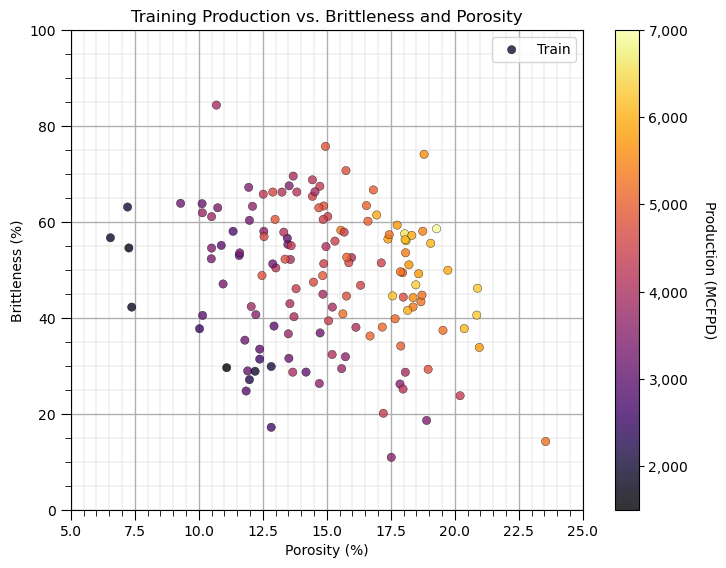 Training Production vs. Brittleness and Porosity
Train
100
80
60
40
20
0
Brittleness (%)
5.0 7.5 10.0 12.5 15.0 17.5 20.0 22.5 25.0
Porosity (%)
7,000
6,000
5,000
4,000
3,000
2,000
Production (MCFPD)